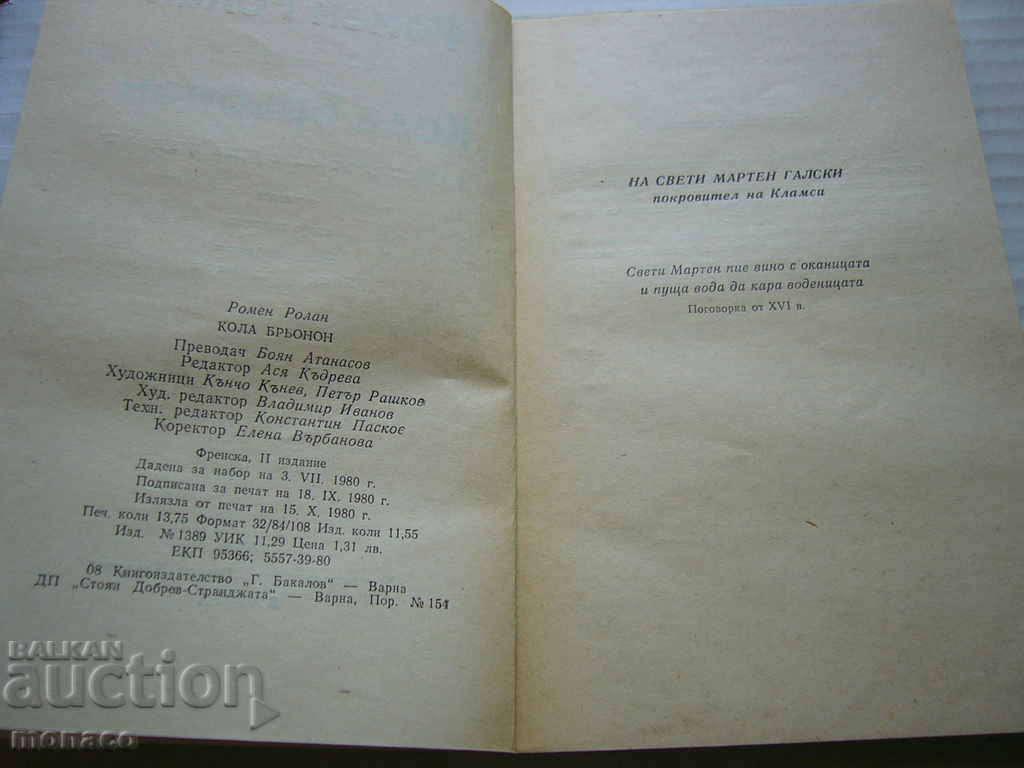 Ромен Ролан
КОЛА БРЬОНОН
Преводач Боян Атанасов
Редактор Ася Къдрева
Художници Кънчо Кънев, Петър Рашков
Худ. редактор Владимир Иванов
Техн. редактор Константин Пасков
Коректор Елена Върбанова
Френска, II издание
Дадена за набор на 3. VII. 1980 г.
Подписана за печат на 18. IX. 1980 г.
Излязла от печат на 15. X. 1980 г.
Печ. коли 13,75 Формат 32/84/108 Изд. коли 11,55
Изд. №1389 УИК 11,29 Цена 1,31 лв.
ЕКП 95366; 5557-39-80
08 Книгоиздателство „Г. Бакалов“ — Варна
ДП „Стоян Добрев-Странджата“ — Варна, Пор. № 154
НА СВЕТИ МАРТЕН ГАЛСКИ
покровител на Кламси
Свети Мартен пие вино с оканицата
и пуща вода да кара воденицата
Поговорка от XVI в.
BALKAN
auction
monaco